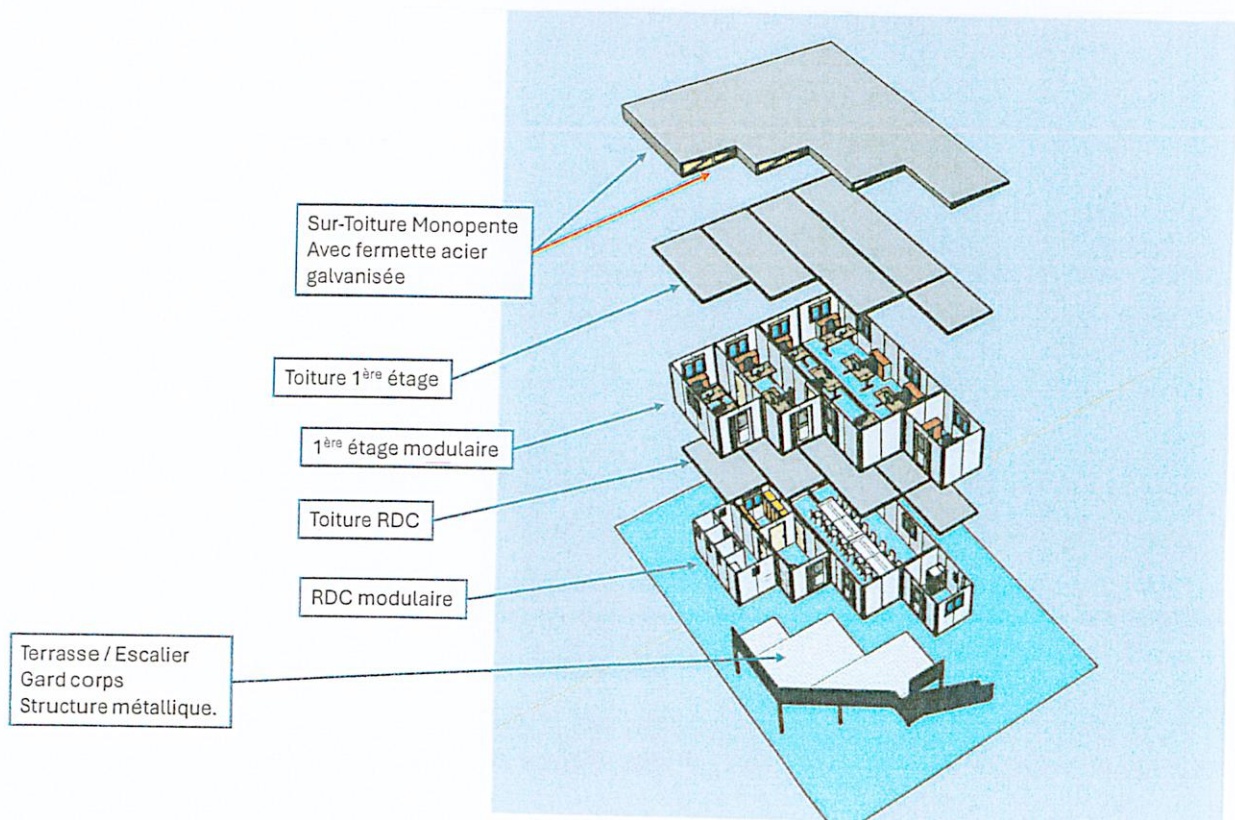 Sur-Toiture Monopente
Avec fermette acier
galvanisée
Toiture 1ère étage
1ère étage modulaire
Toiture RDC
RDC modulaire
Terrasse / Escalier
Gard corps
Structure métallique.